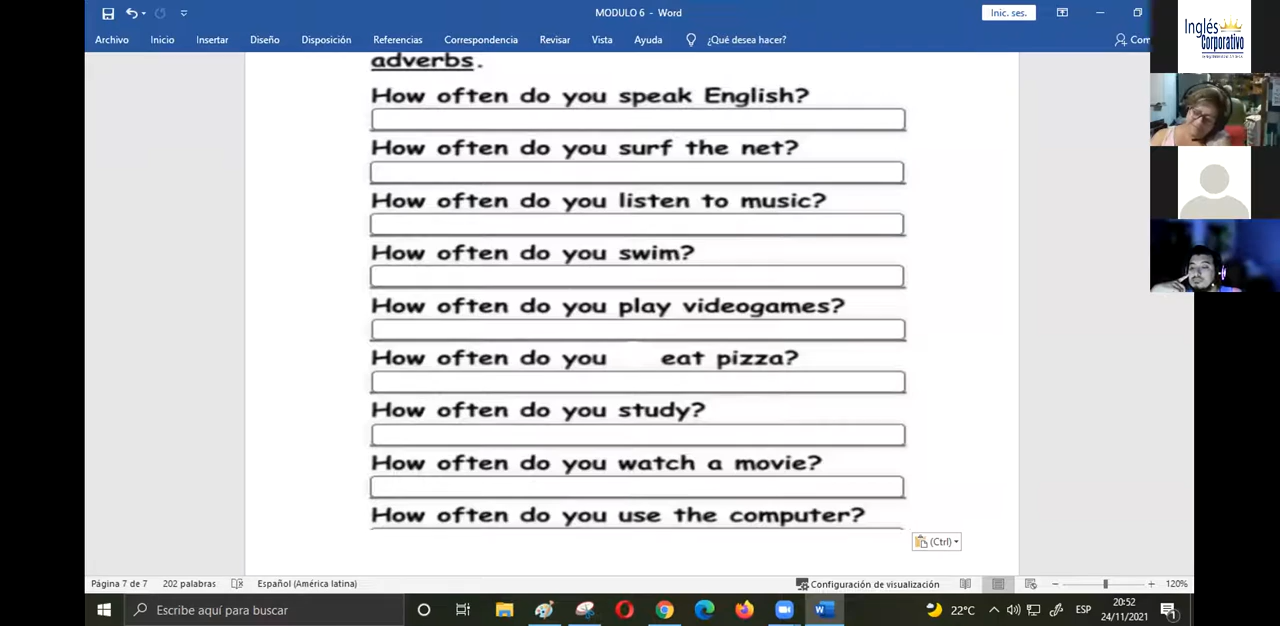 MODULO 6 - Word
Inic. ses.
Archivo Inicio Insertar Diseño Disposición Referencias Correspondencia Revisar Vista Ayuda ¿Qué desea hacer? Com
Inglés
Corporativo
adverbs.
How often do you speak English?
How often do you surf the net?
How often do you listen to music?
How often do you swim?
How often do you play videogames?
How often do you eat pizza?
How often do you study?
How often do you watch a movie?
How often do you use the computer?
(Ctrl)
Página 7 de 7 202 palabras Español (América latina) Configuración de visualización 120%
Escribe aquí para buscar 22°C ESP 20:52
24/11/2021
1